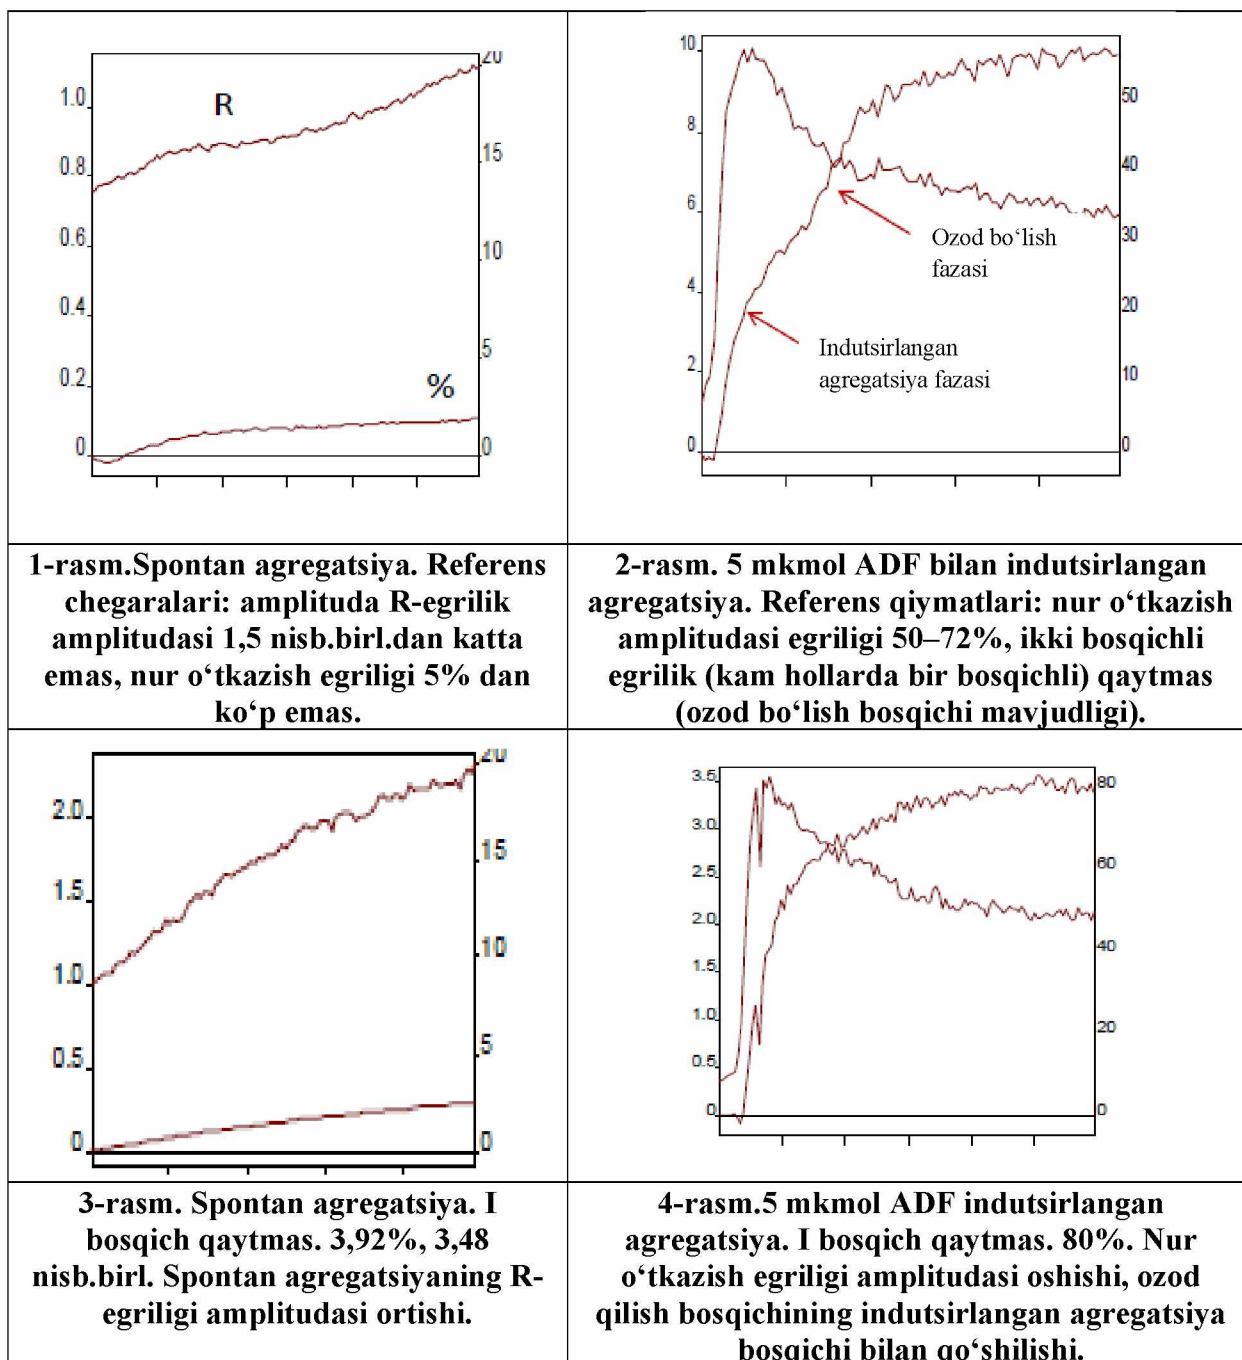 20
1.0
R
15
0.8
0.6
10
0.4
5
0.2
%
0
0
10
50
8
40
6
Ozod bo‘lish
30
fazasi
4
20
Indutsirlangan
2
agregatsiya fazasi
10
0
0
1-rasm.Spontan agregatsiya. Referens
chegaralari: amplituda R-egrilik
amplitudasi 1,5 nisb.birl.dan katta
emas, nur o‘tkazish egriligi 5% dan
ko‘p emas.
2-rasm. 5 mkmol ADF bilan indutsirlangan
agregatsiya. Referens qiymatlari: nur o‘tkazish
amplitudasi egriligi 50–72%, ikki bosqichli
egrilik (kam hollarda bir bosqichli) qaytmas
(ozod bo‘lish bosqichi mavjudligi).
20
2.0
15
1.5
10
1.0
5
0.5
0
0
3.5
80
3.0
60
2.5
2.0
40
1.5
1.0
20
0.5
0
0
3-rasm. Spontan agregatsiya. I
bosqich qaytmas. 3,92%, 3,48
nisb.birl. Spontan agregatsiyaning R-
egriligi amplitudasi ortishi.
4-rasm.5 mkmol ADF indutsirlangan
agregatsiya. I bosqich qaytmas. 80%. Nur
o‘tkazish egriligi amplitudasi oshishi, ozod
qilish bosqichining indutsirlangan agregatsiya
bosqichi bilan qo‘shilishi.